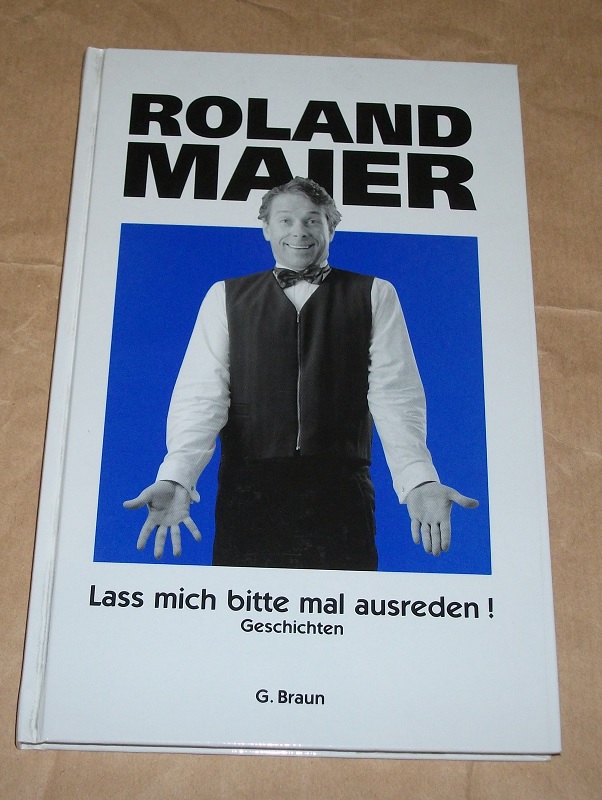 ROLAND
MAIER
Lass mich bitte mal ausreden !
Geschichten
G. Braun